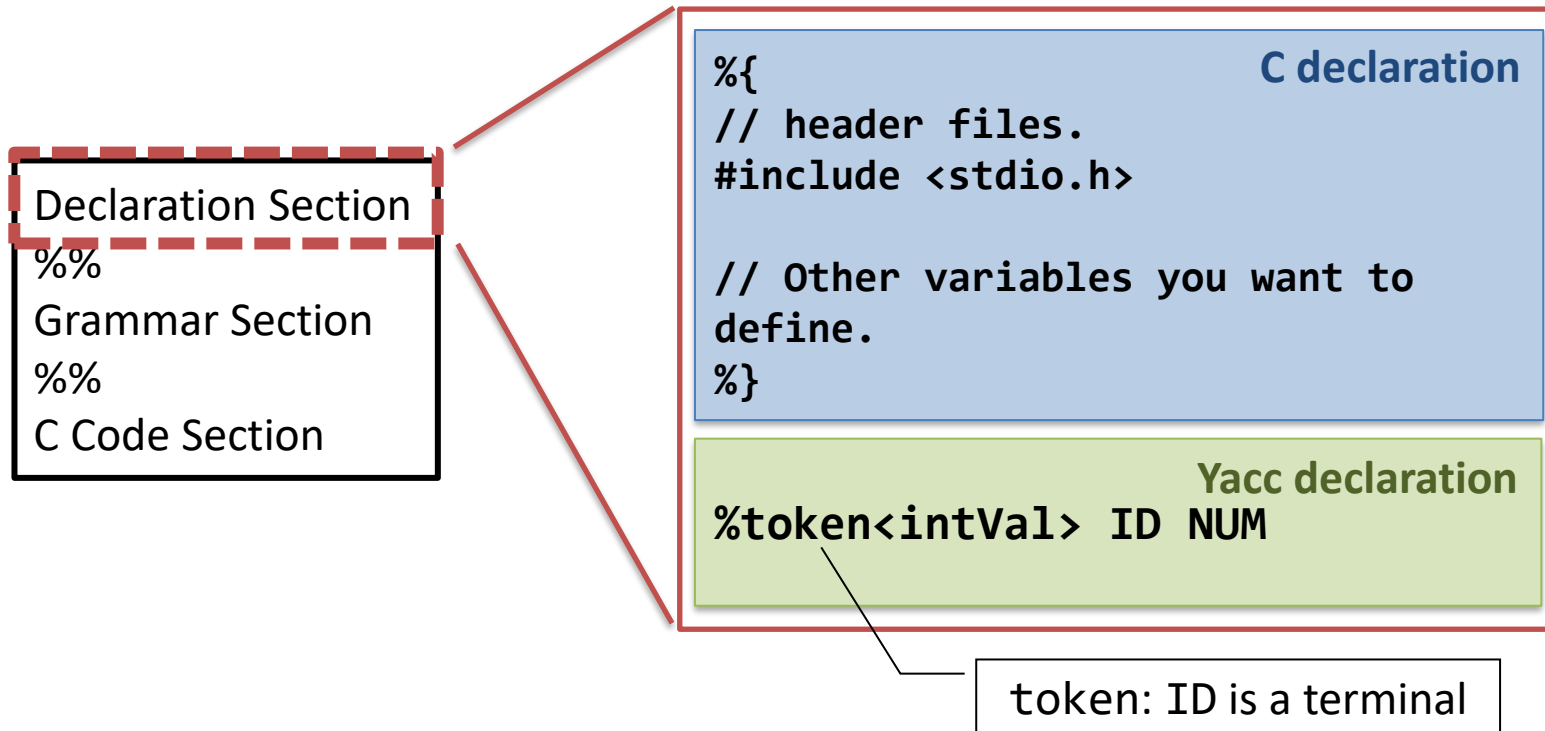 Declaration Section
%%
Grammar Section
%%
C Code Section
C declaration
%{
// header files.
#include <stdio.h>
// Other variables you want to
define.
%}
Yacc declaration
%token<intVal> ID NUM
token: ID is a terminal